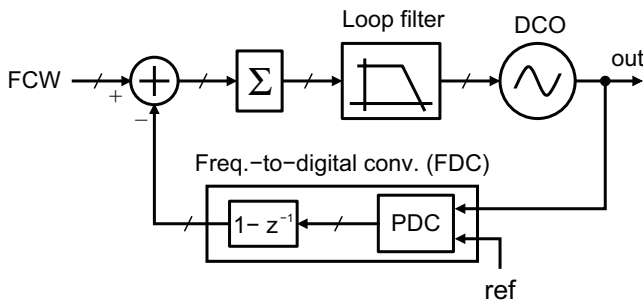 Loop filter
DCO
FCW
+
−
Σ
out
Freq.−to−digital conv. (FDC)
1− z⁻¹
PDC
ref